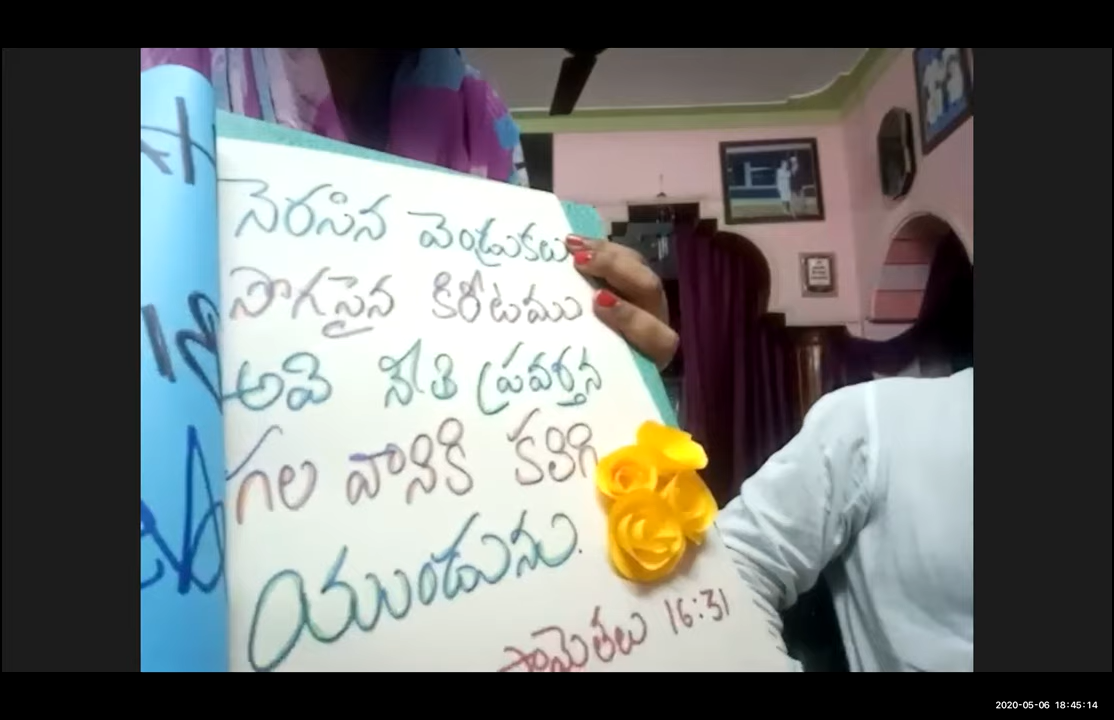 నెరసిన వెండ్రుకలు
సొగసైన కిరీటము
అవి నీతి ప్రవర్తన
గల వానికి కలిగి
యుండును.
సామెతలు 16:31
2020-05-06 18:45:14